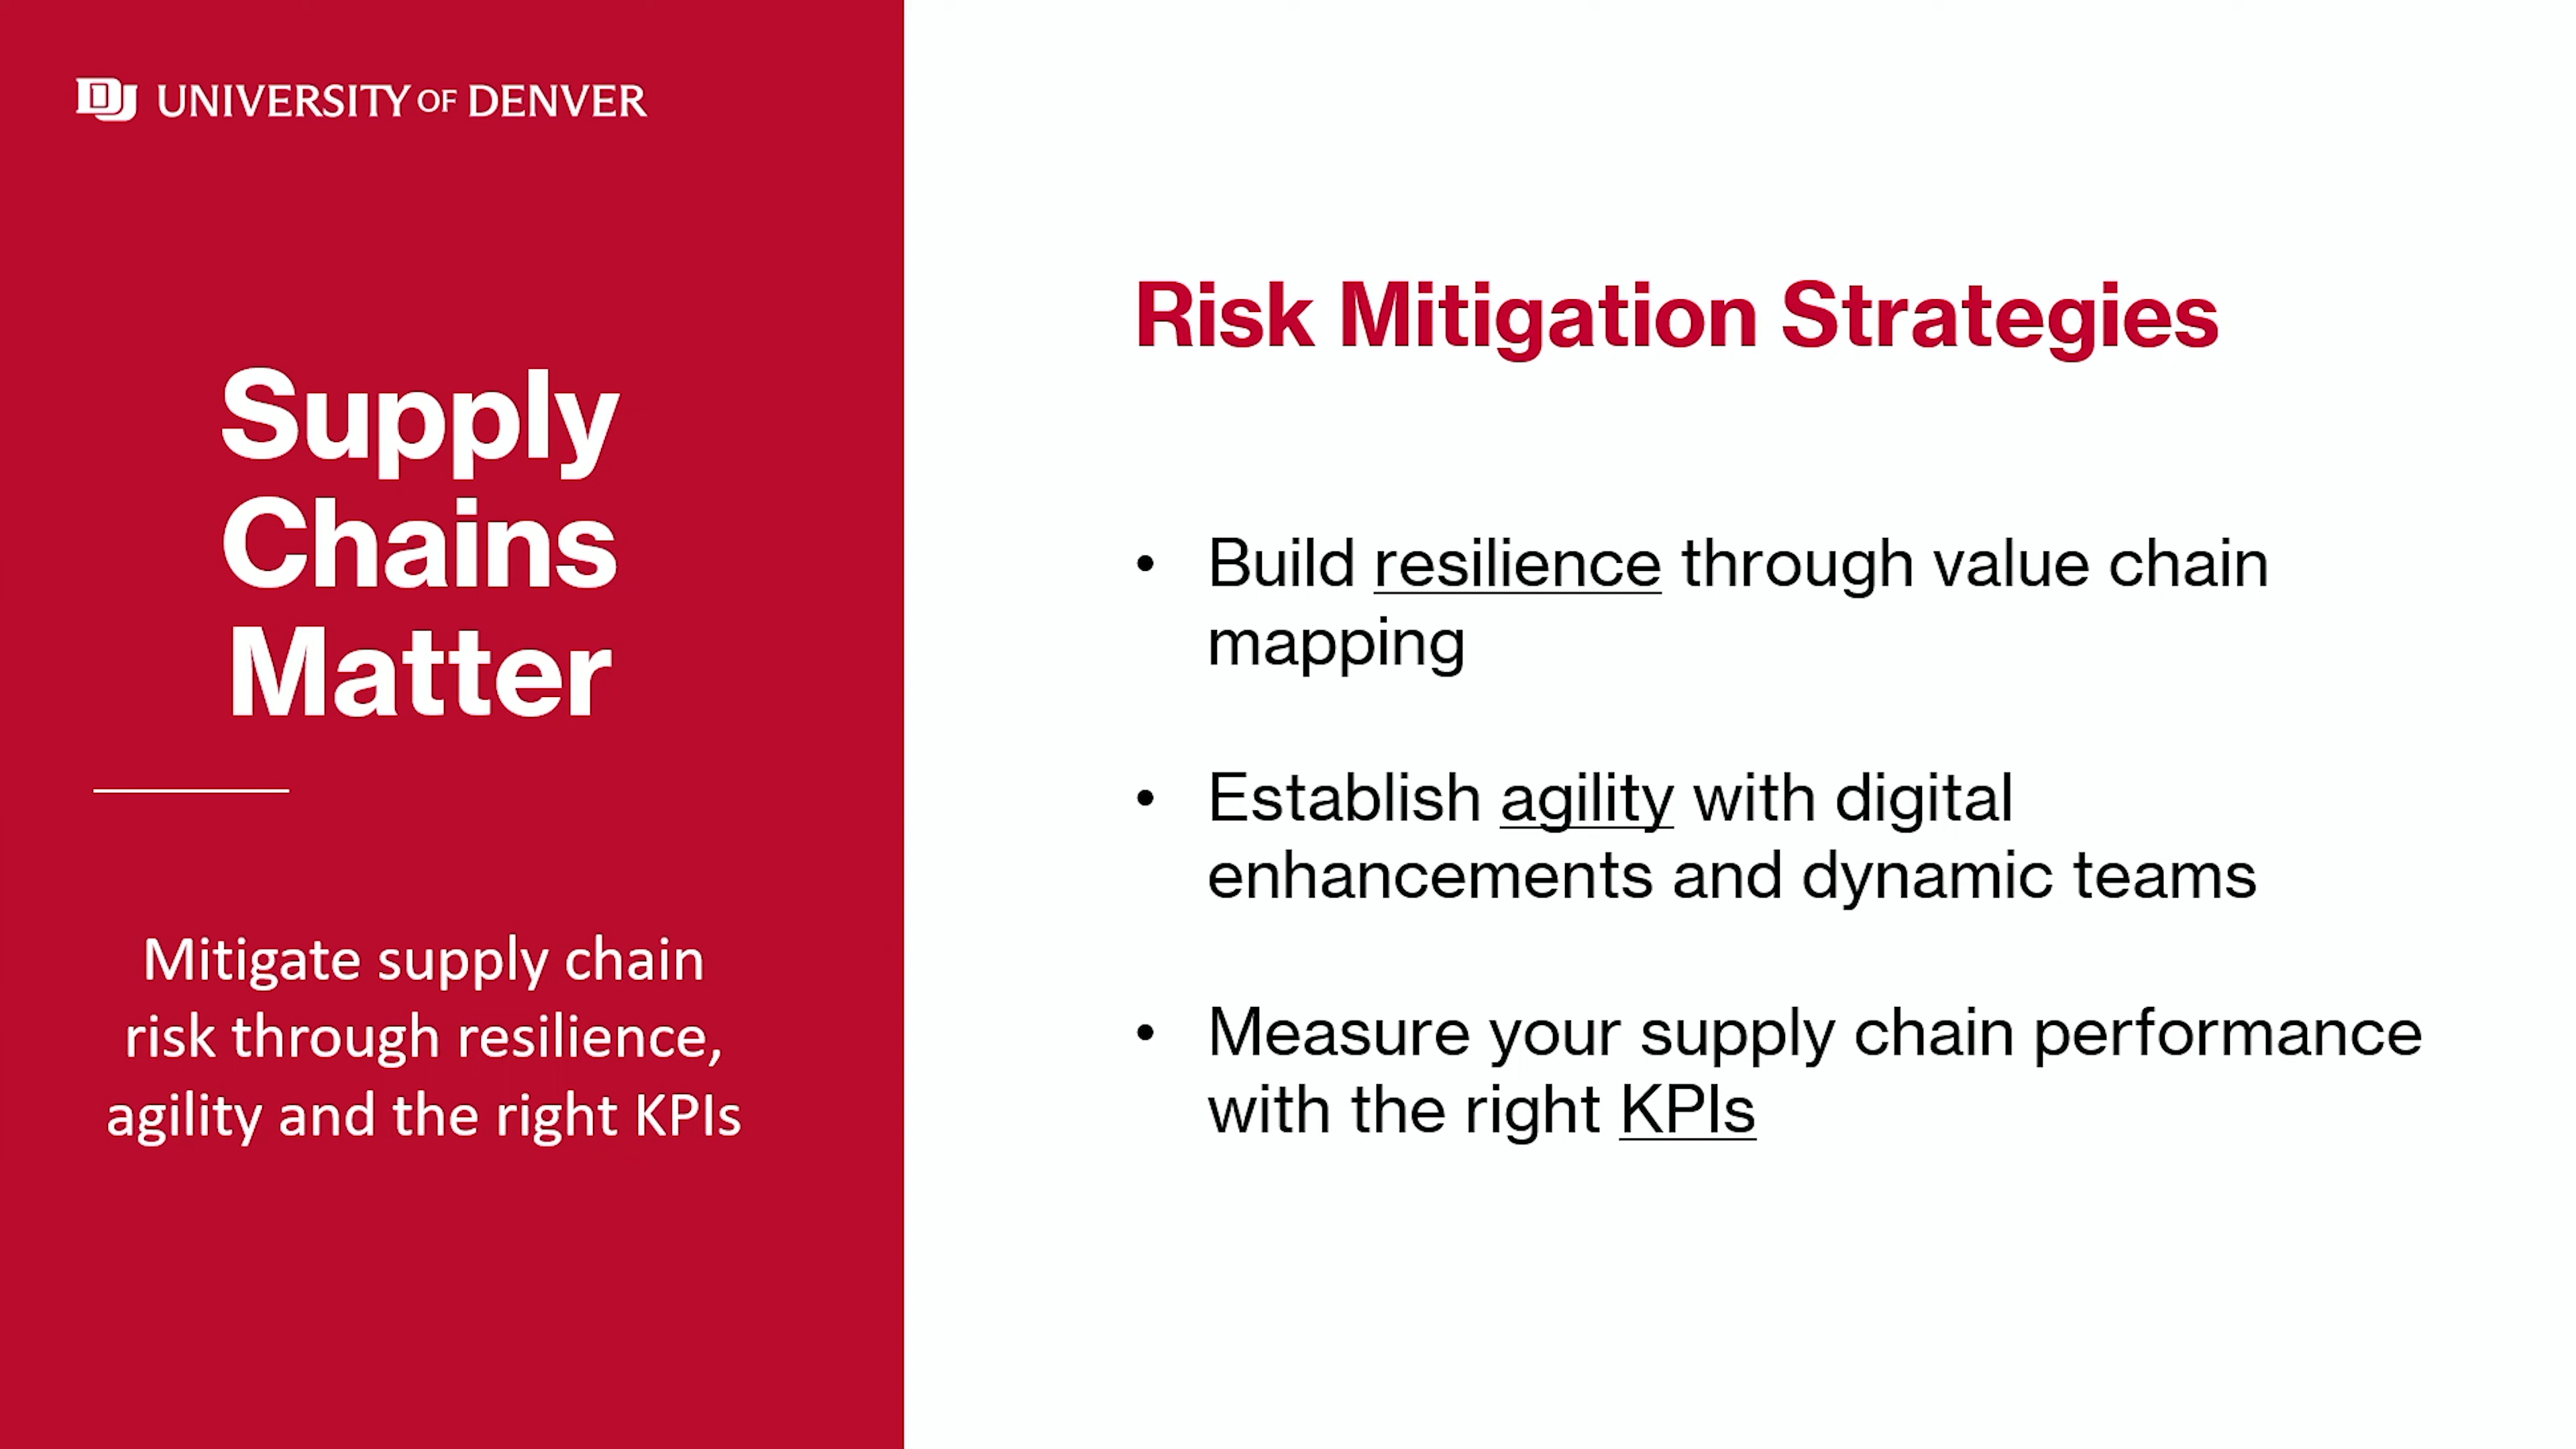 UNIVERSITY OF DENVER
Supply
Chains
Matter
Mitigate supply chain
risk through resilience,
agility and the right KPIs
Risk Mitigation Strategies
• Build resilience through value chain
mapping
• Establish agility with digital
enhancements and dynamic teams
• Measure your supply chain performance
with the right KPIs